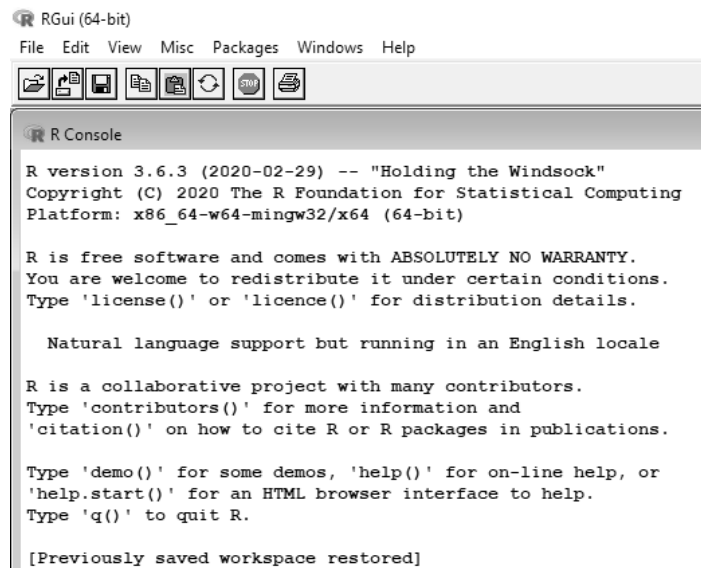 RGui (64-bit)
File Edit View Misc Packages Windows Help
STOP
R Console
R version 3.6.3 (2020-02-29) -- "Holding the Windsock"
Copyright (C) 2020 The R Foundation for Statistical Computing
Platform: x86_64-w64-mingw32/x64 (64-bit)
R is free software and comes with ABSOLUTELY NO WARRANTY.
You are welcome to redistribute it under certain conditions.
Type 'license()' or 'licence()' for distribution details.
Natural language support but running in an English locale
R is a collaborative project with many contributors.
Type 'contributors()' for more information and
'citation()' on how to cite R or R packages in publications.
Type 'demo()' for some demos, 'help()' for on-line help, or
'help.start()' for an HTML browser interface to help.
Type 'q()' to quit R.
[Previously saved workspace restored]